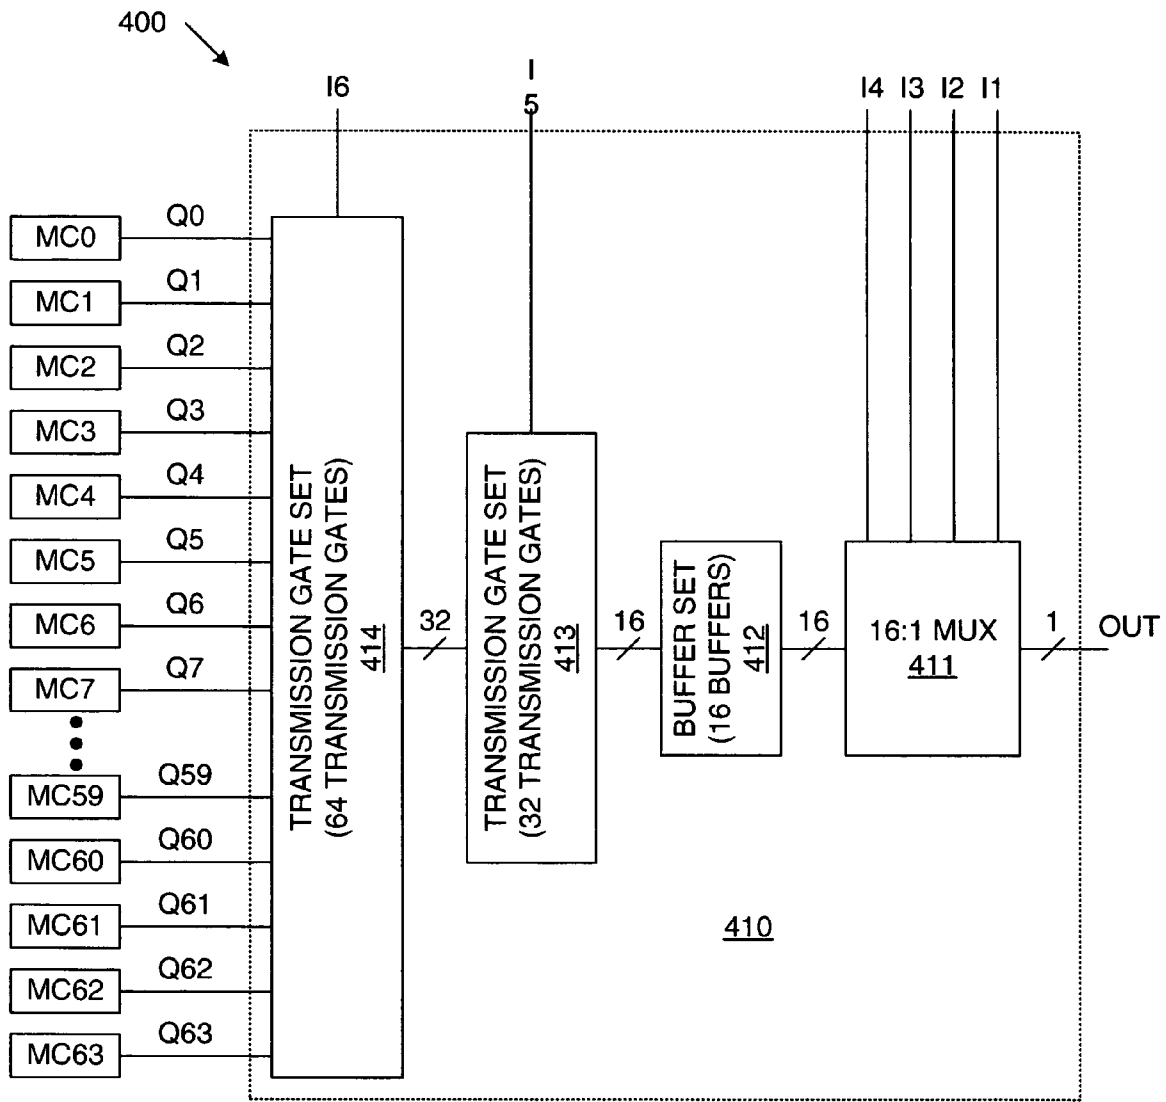 400
I6
I
5
I4 I3 I2 I1
MC0 Q0
MC1 Q1
MC2 Q2
MC3 Q3
MC4 Q4
MC5 Q5
MC6 Q6
MC7 Q7
MC59 Q59
MC60 Q60
MC61 Q61
MC62 Q62
MC63 Q63
TRANSMISSION GATE SET
(64 TRANSMISSION GATES)
414
32
TRANSMISSION GATE SET
(32 TRANSMISSION GATES)
413
16
BUFFER SET
(16 BUFFERS)
412
16
16:1 MUX
411
1
OUT
410